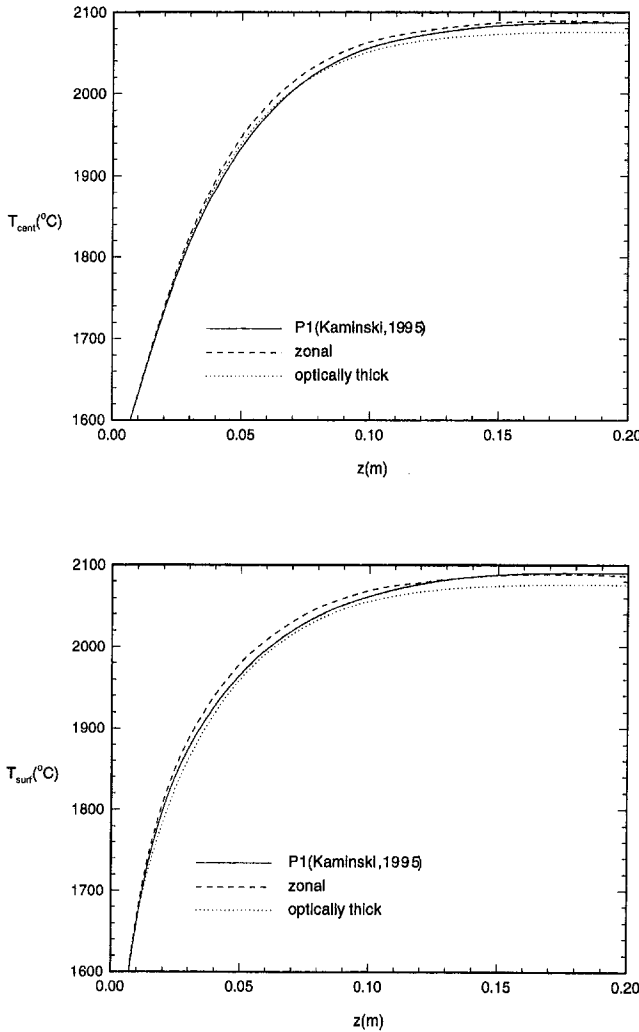 2100
2000
1900
T_cent(°C)
1800
1700
1600
P1(Kaminski,1995)
zonal
optically thick
0.00 0.05 0.10 0.15 0.20
z(m)
2100
2000
1900
T_surf(°C)
1800
1700
1600
P1(Kaminski,1995)
zonal
optically thick
0.00 0.05 0.10 0.15 0.20
z(m)